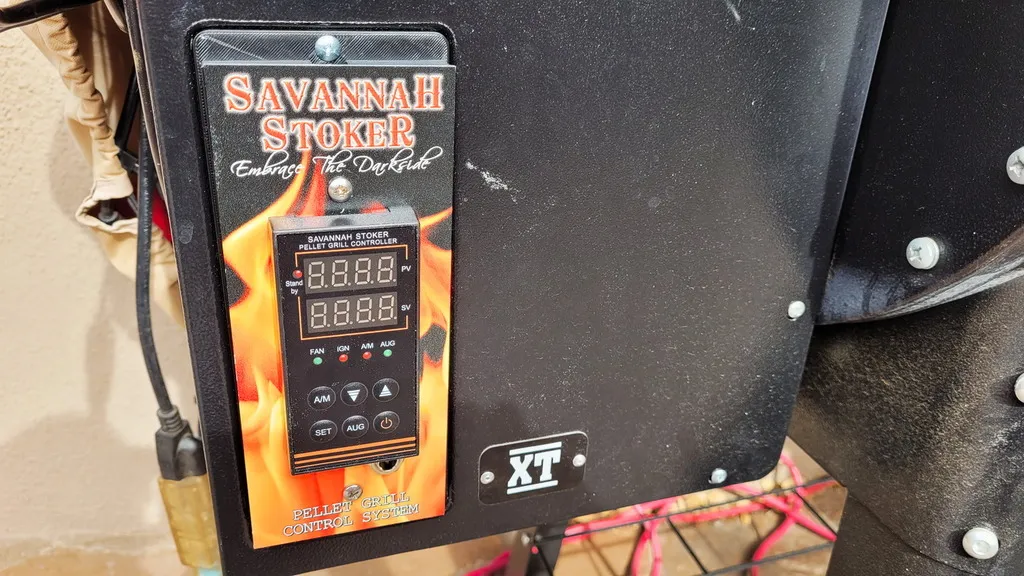 SAVANNAH
STOKER
Embrace The Darkside
SAVANNAH STOKER
PELLET GRILL CONTROLLER
8.8.8.8 PV
Stand
by
8.8.8.8 SV
FAN IGN A/M AUG
A/M
SET AUG
XT
PELLET GRILL
CONTROL SYSTEM